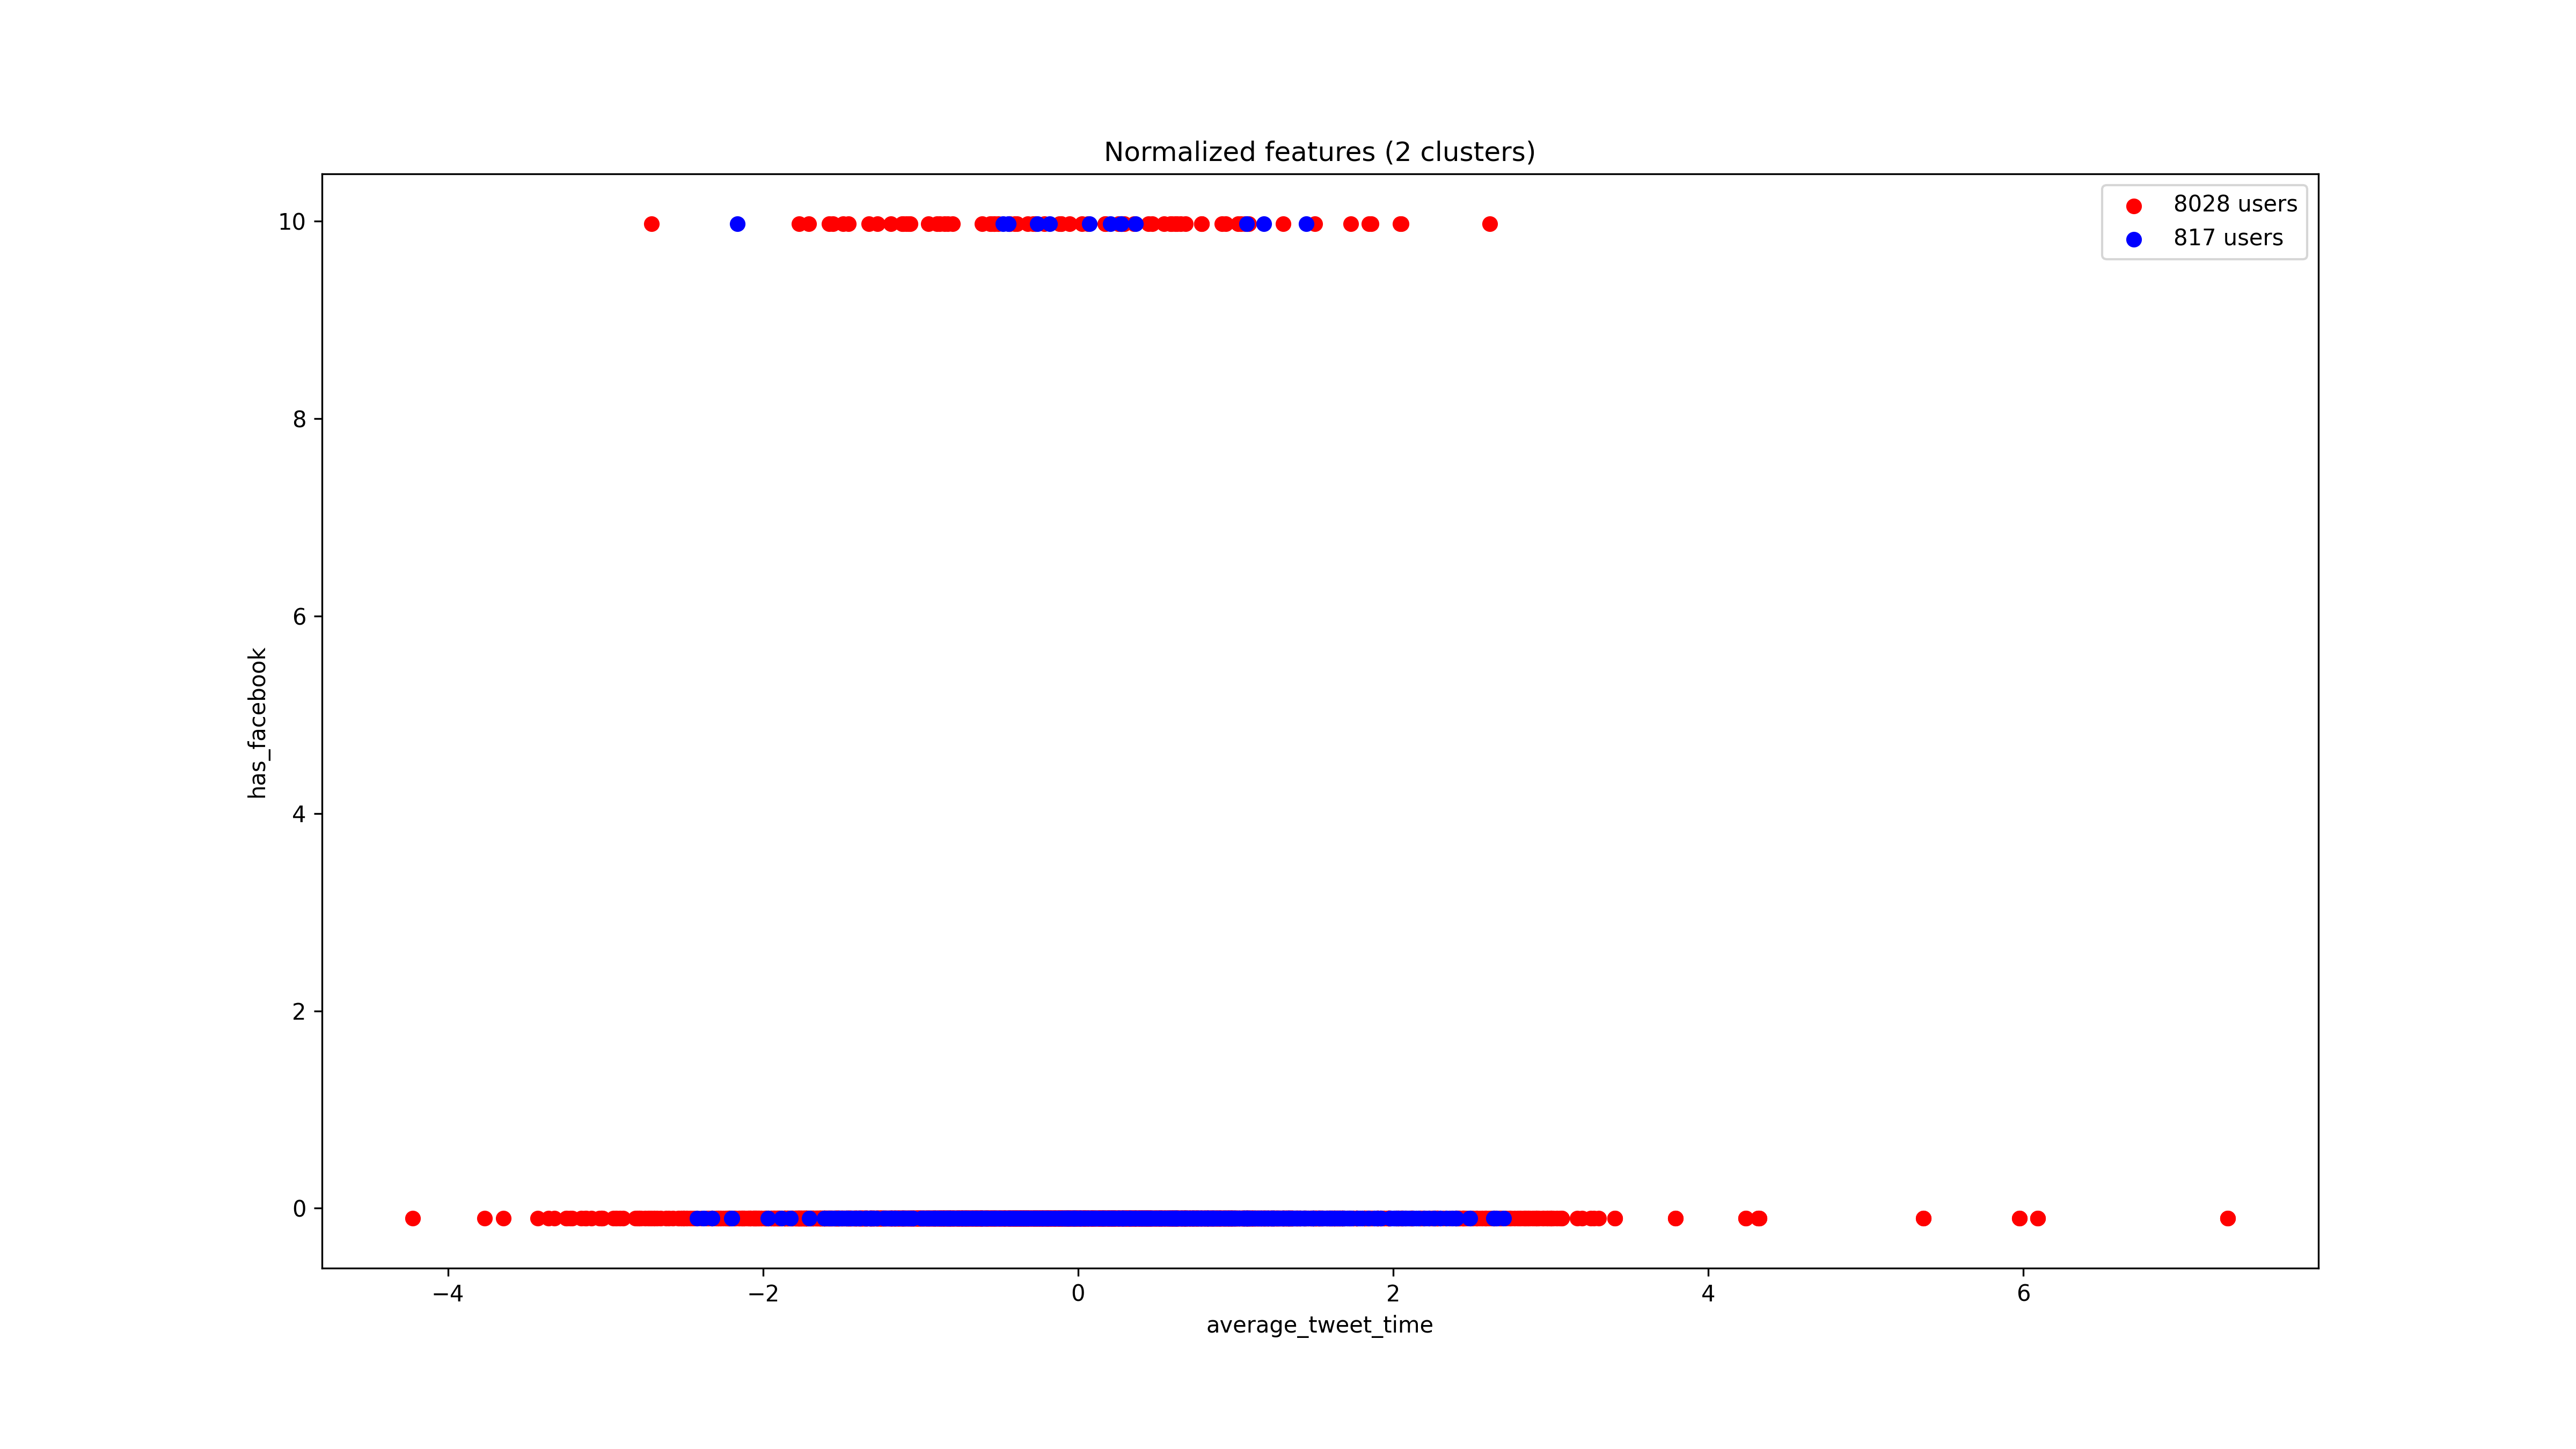 Normalized features (2 clusters)
8028 users
817 users
10
8
6
4
2
0
has_facebook
−4
−2
0
2
4
6
average_tweet_time